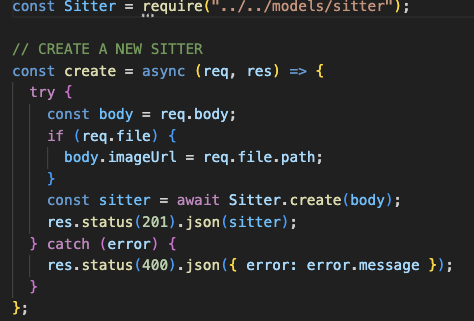 const Sitter = require("../../models/sitter");
// CREATE A NEW SITTER
const create = async (req, res) => {
try {
const body = req.body;
if (req.file) {
body.imageUrl = req.file.path;
}
const sitter = await Sitter.create(body);
res.status(201).json(sitter);
} catch (error) {
res.status(400).json({ error: error.message });
}
};